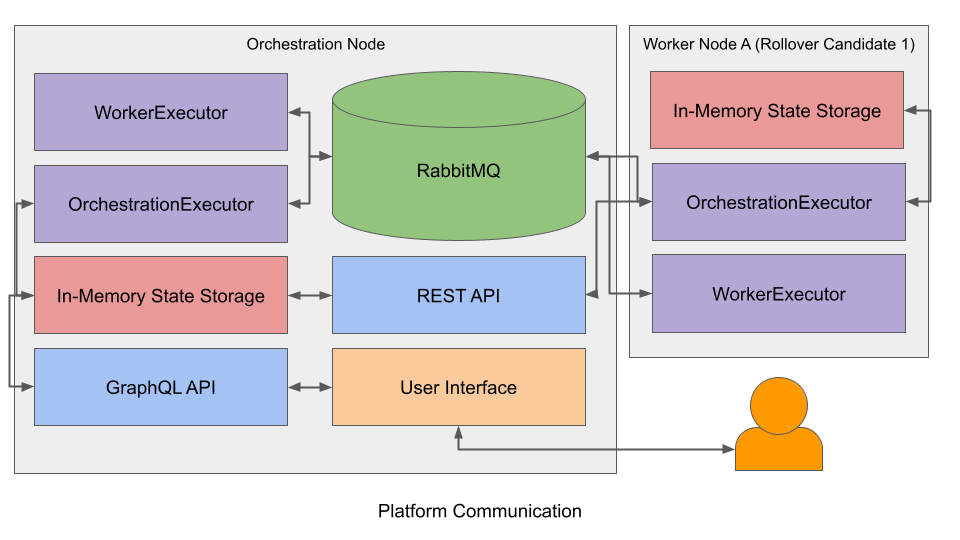 Orchestration Node
WorkerExecutor
RabbitMQ
OrchestrationExecutor
In-Memory State Storage
REST API
GraphQL API
User Interface
Worker Node A (Rollover Candidate 1)
In-Memory State Storage
OrchestrationExecutor
WorkerExecutor
Platform Communication